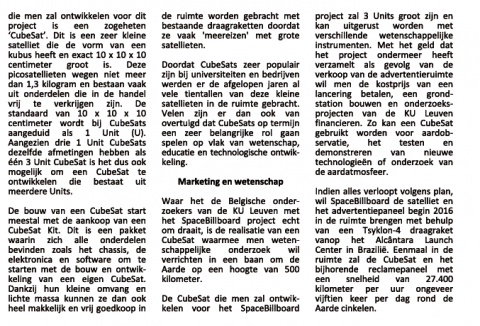 die men zal ontwikkelen voor dit
project is een zogeheten
'CubeSat'. Dit is een zeer kleine
satelliet die de vorm van een
kubus heeft en exact 10 x 10 x 10
centimeter groot is. Deze
picosatellieten wegen niet meer
dan 1,3 kilogram en bestaan vaak
uit onderdelen die in de handel
vrij te verkrijgen zijn. De
standaard van 10 x 10 x 10
centimeter wordt bij CubeSats
aangeduid als 1 Unit (U).
Aangezien drie 1 Unit CubeSats
dezelfde afmetingen hebben als
één 3 Unit CubeSat is het dus ook
mogelijk om een CubeSat te
ontwikkelen die bestaat uit
meerdere Units.
De bouw van een CubeSat start
meestal met de aankoop van een
CubeSat Kit. Dit is een pakket
waarin zich alle onderdelen
bevinden zoals het chassis, de
elektronica en software om te
starten met de bouw en ontwik-
keling van een eigen CubeSat.
Dankzij hun kleine omvang en
lichte massa kunnen ze dan ook
heel makkelijk en vrij goedkoop in
de ruimte worden gebracht met
bestaande draagraketten doordat
ze vaak 'meereizen' met grote
satellieten.
Doordat CubeSats zeer populair
zijn bij universiteiten en bedrijven
werden er de afgelopen jaren al
vele tientallen van deze kleine
satellieten in de ruimte gebracht.
Velen zijn er dan ook van
overtuigd dat CubeSats op termijn
een zeer belangrijke rol gaan
spelen op vlak van wetenschap,
educatie en technologische ontwik-
keling.
Marketing en wetenschap
Waar het de Belgische onder-
zoekers van de KU Leuven met
het SpaceBillboard project echt
om draait, is de realisatie van een
CubeSat waarmee men weten-
schappelijk onderzoek wil
verrichten in een baan om de
Aarde op een hoogte van 500
kilometer.
De CubeSat die men zal ontwik-
kelen voor het SpaceBillboard
project zal 3 Units groot zijn en
kan uitgerust worden met
verschillende wetenschappelijke
instrumenten. Met het geld dat
het project ondermeer heeft
verzamelt als gevolg van de
verkoop van de advertentieruimte
wil men de kostprijs van een
lancering betalen, een grond-
station bouwen en onderzoeks-
projecten van de KU Leuven
financieren. Zo kan een CubeSat
gebruikt worden voor aardob-
servatie, het testen en
demonstreren van nieuwe
technologieën of onderzoek van
de aardatmosfeer.
Indien alles verloopt volgens plan,
wil SpaceBillboard de satelliet en
het advertentiepaneel begin 2016
in de ruimte brengen met behulp
van een Tsyklon-4 draagraket
vanop het Alcântara Launch
Center in Brazilië. Eenmaal in de
ruimte zal de CubeSat en het
bijhorende reclamepaneel met
een snelheid van 27.400
kilometer per uur ongeveer
vijftien keer per dag rond de
Aarde cinkelen.